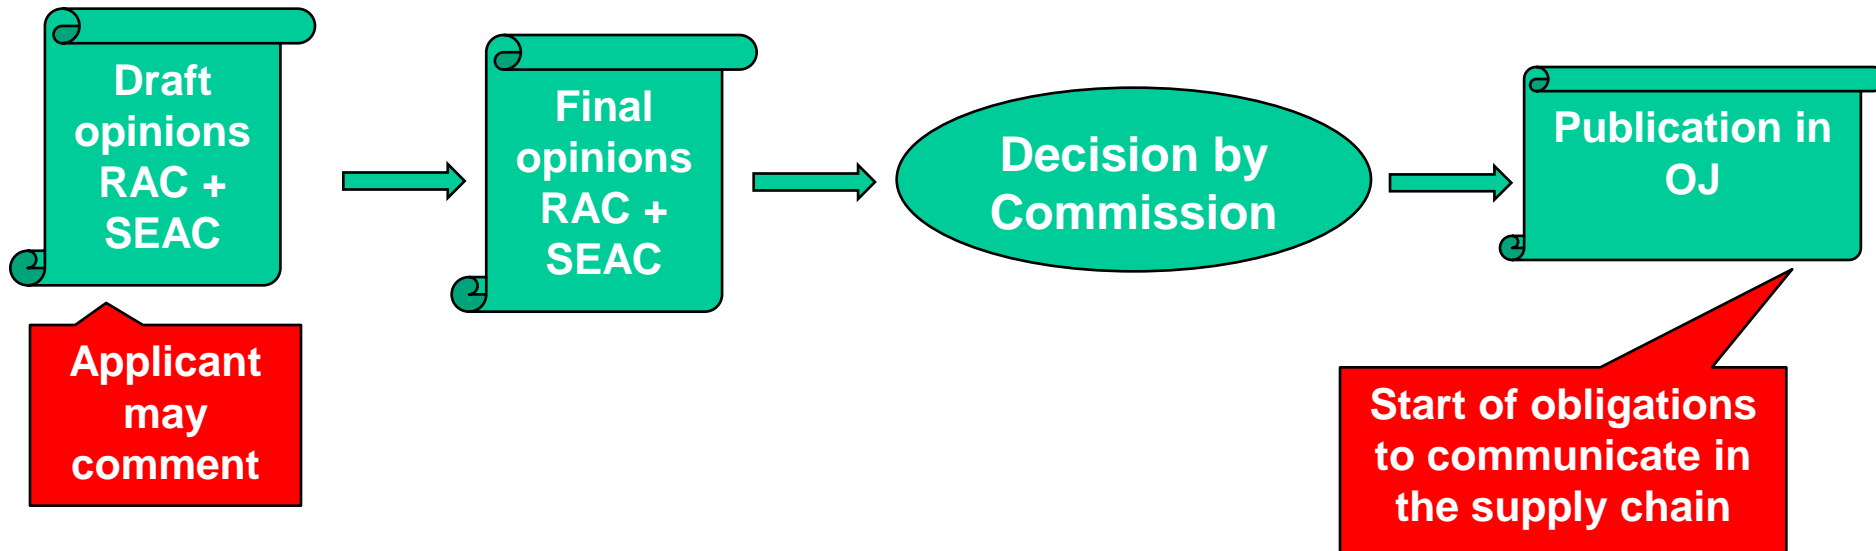 Draft
opinions
RAC +
SEAC
Applicant
may
comment
Final
opinions
RAC +
SEAC
Decision by
Commission
Publication in
OJ
Start of obligations
to communicate in
the supply chain